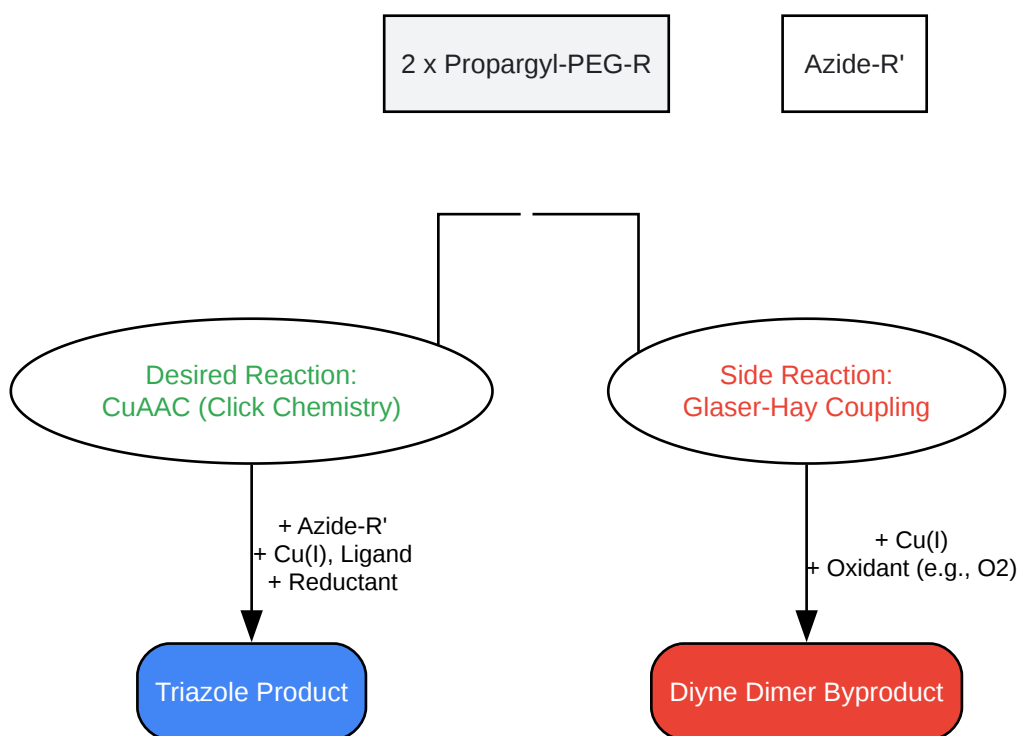 2 x Propargyl-PEG-R
Azide-R'
Desired Reaction:
CuAAC (Click Chemistry)
Side Reaction:
Glaser-Hay Coupling
+ Azide-R'
+ Cu(I), Ligand
+ Reductant
+ Cu(I)
+ Oxidant (e.g., O2)
Triazole Product
Diyne Dimer Byproduct